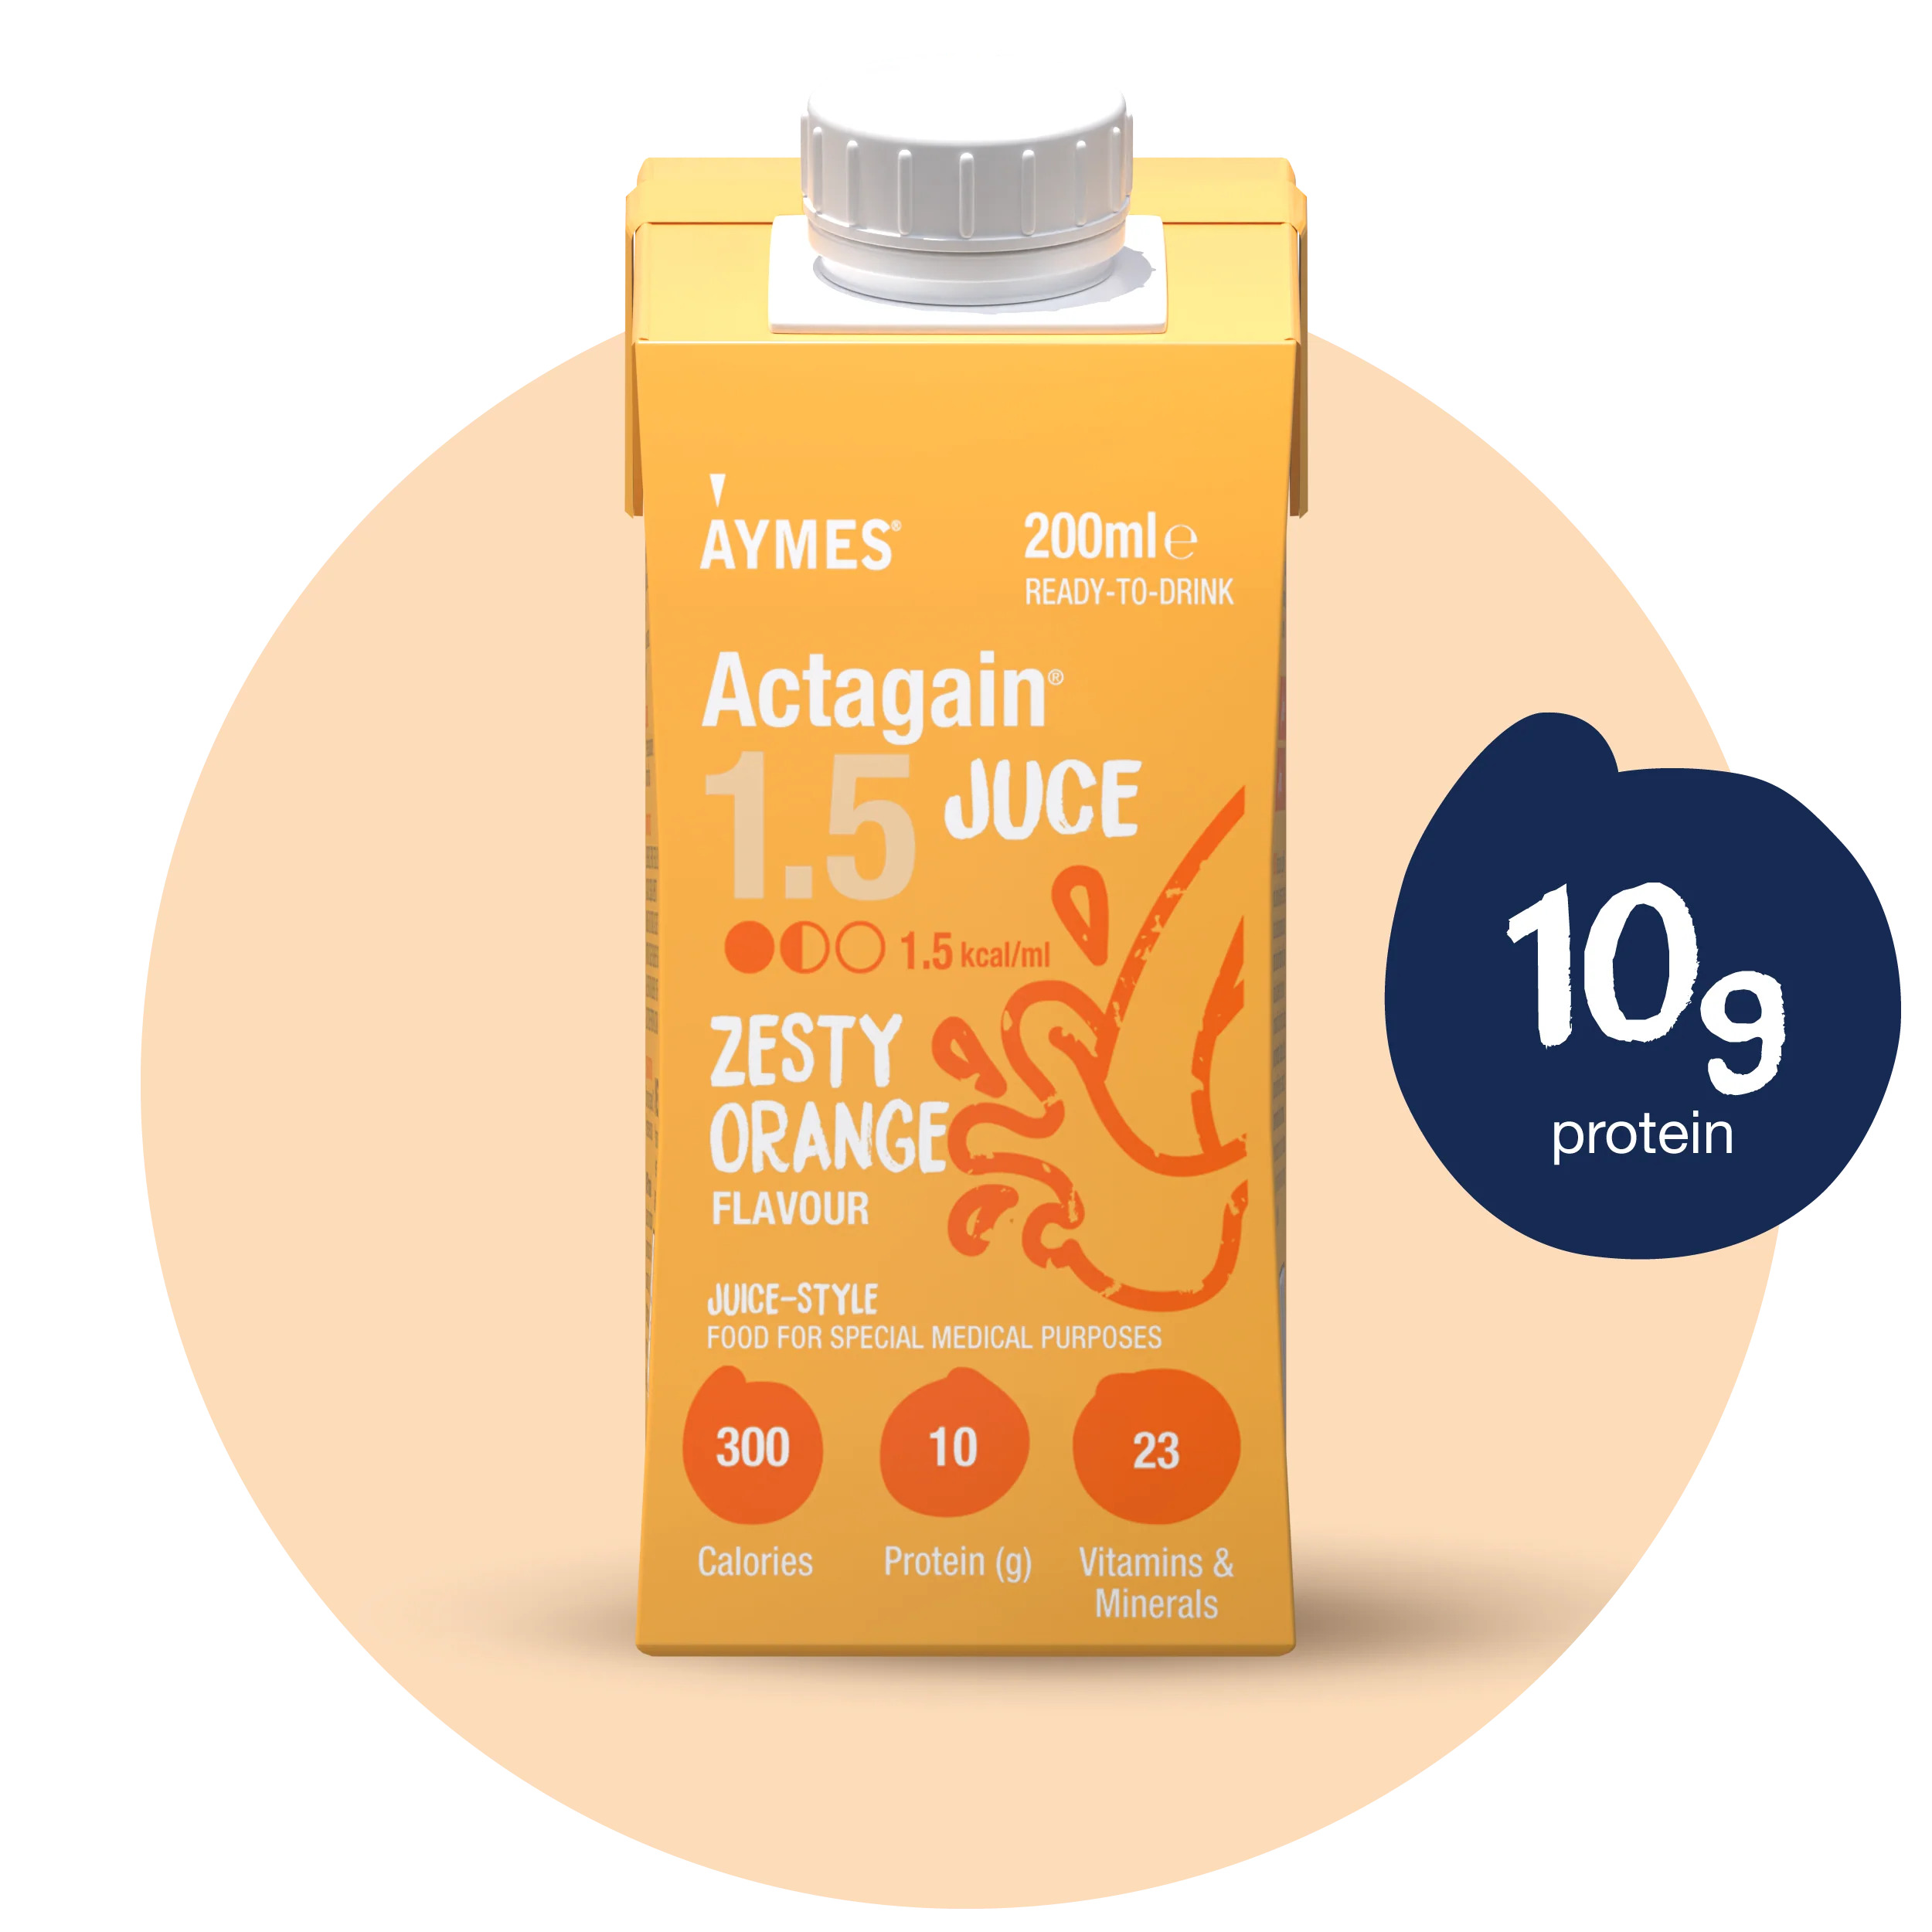 AYMES®
200ml ℮
READY-TO-DRINK
Actagain®
1.5 JUCE
1.5 kcal/ml
ZESTY
ORANGE
FLAVOUR
JUICE-STYLE
FOOD FOR SPECIAL MEDICAL PURPOSES
300
10
23
Calories
Protein (g)
Vitamins &
Minerals
10g
protein